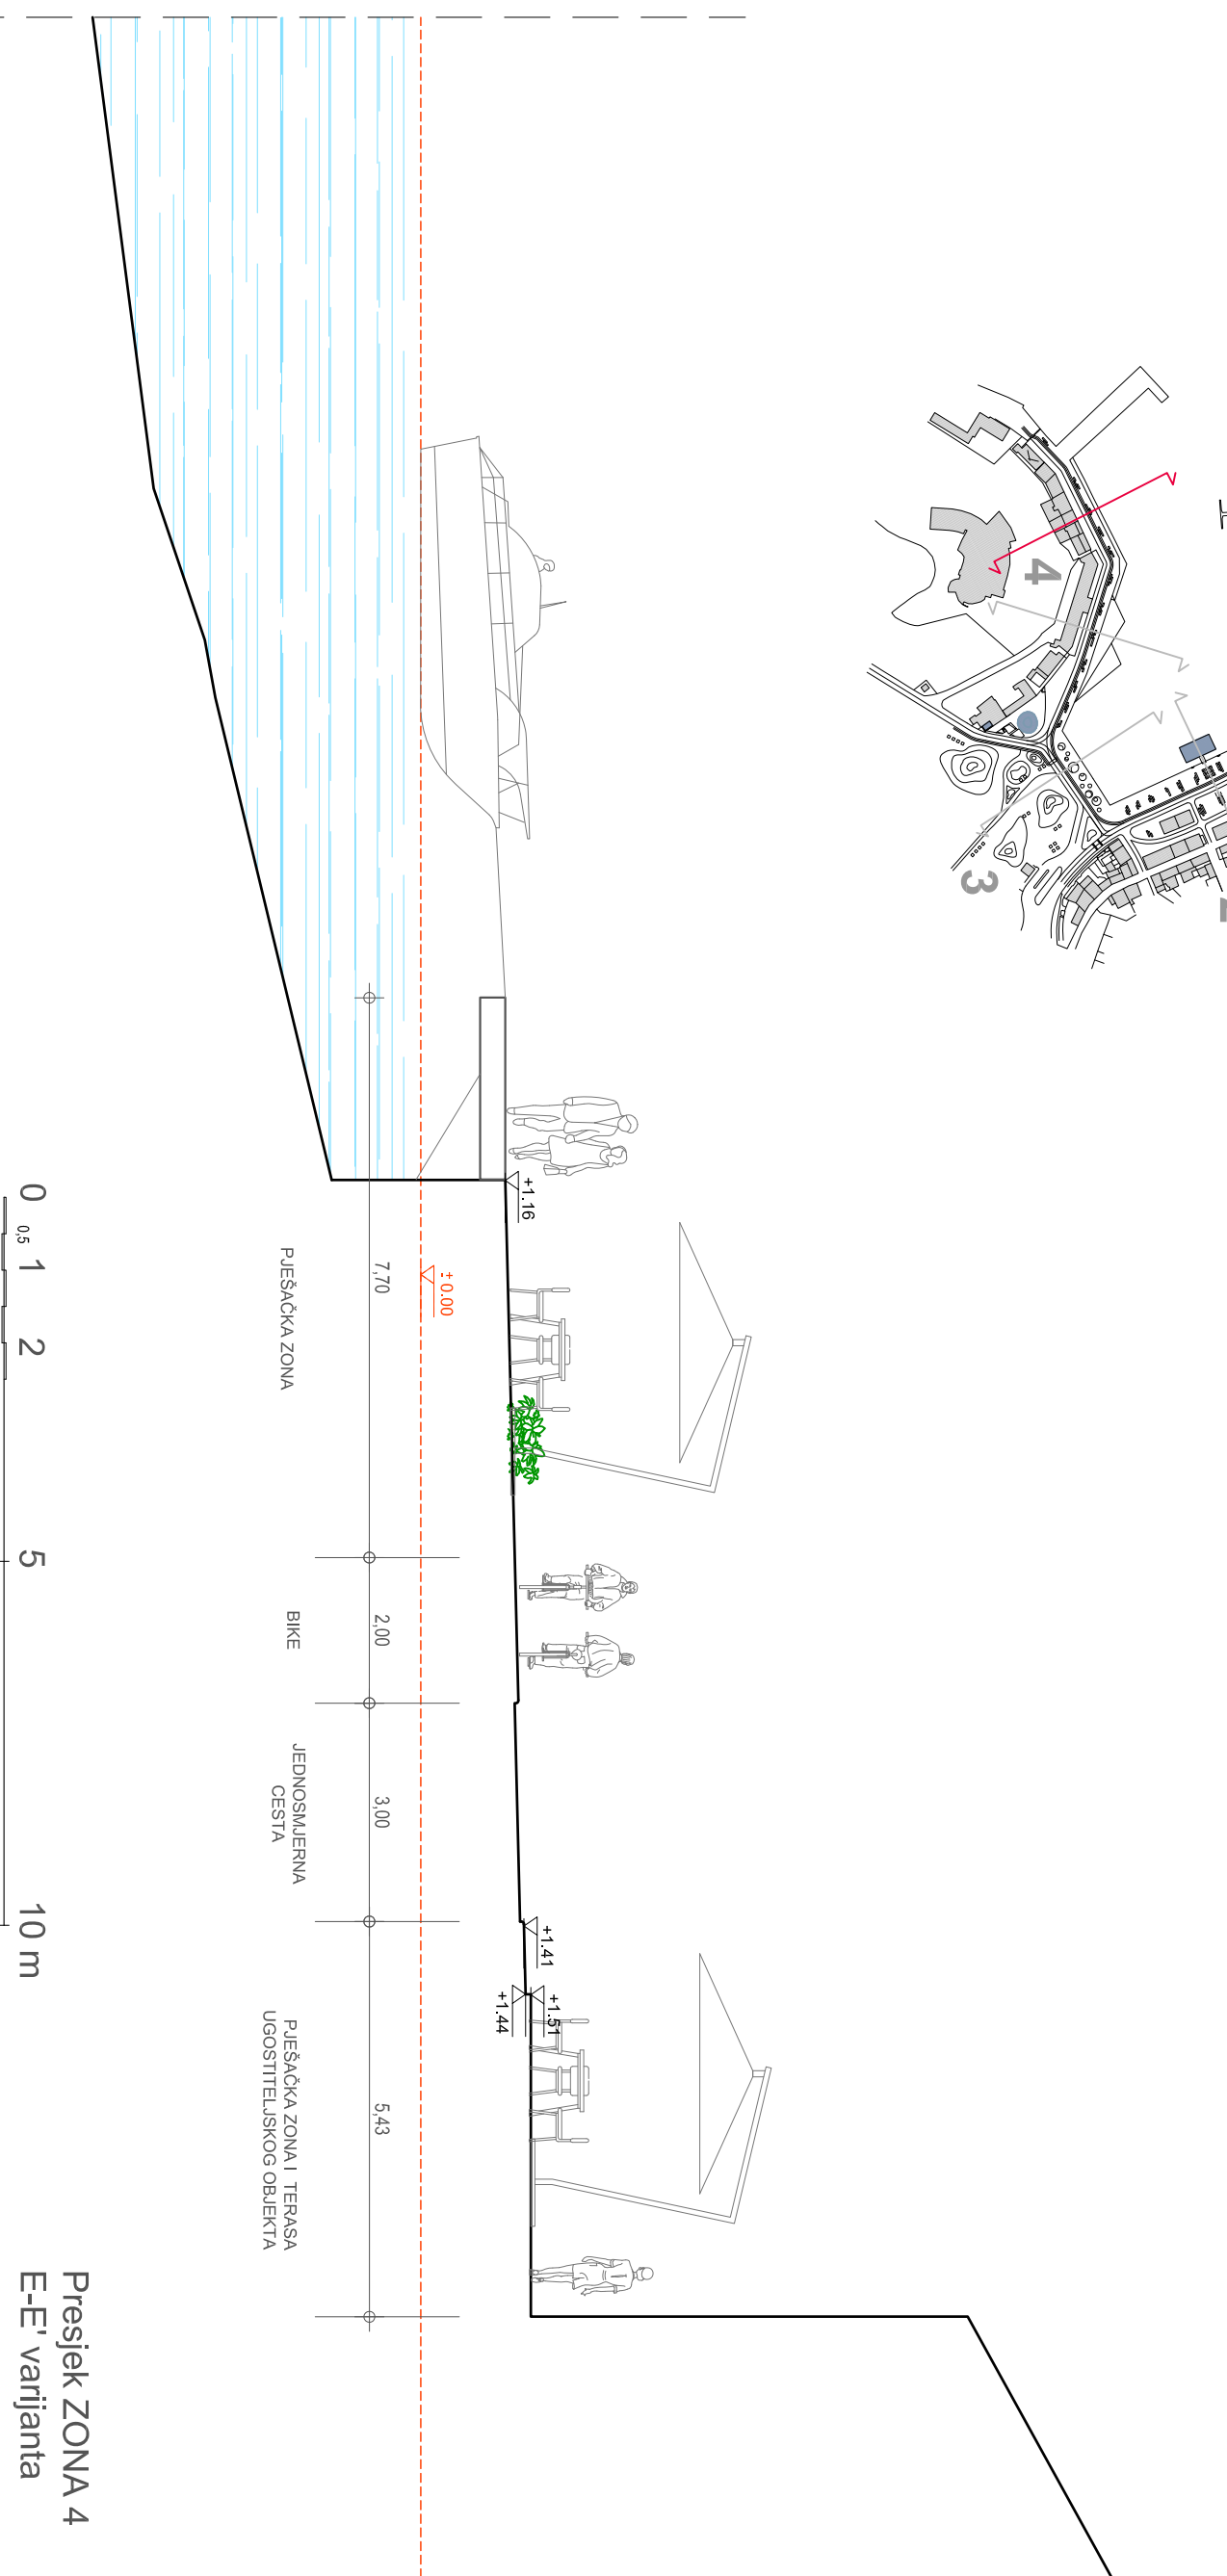 4
3
+1.16
± 0.00
+1.41
+1.51
+1.44
7,70
2,00
3,00
5,43
PJEŠAČKA ZONA
BIKE
JEDNOSMJERNA
CESTA
PJEŠAČKA ZONA I TERASA
UGOSTITELJSKOG OBJEKTA
0 0,5 1 2 5 10 m
Presjek ZONA 4
E-E' varijanta